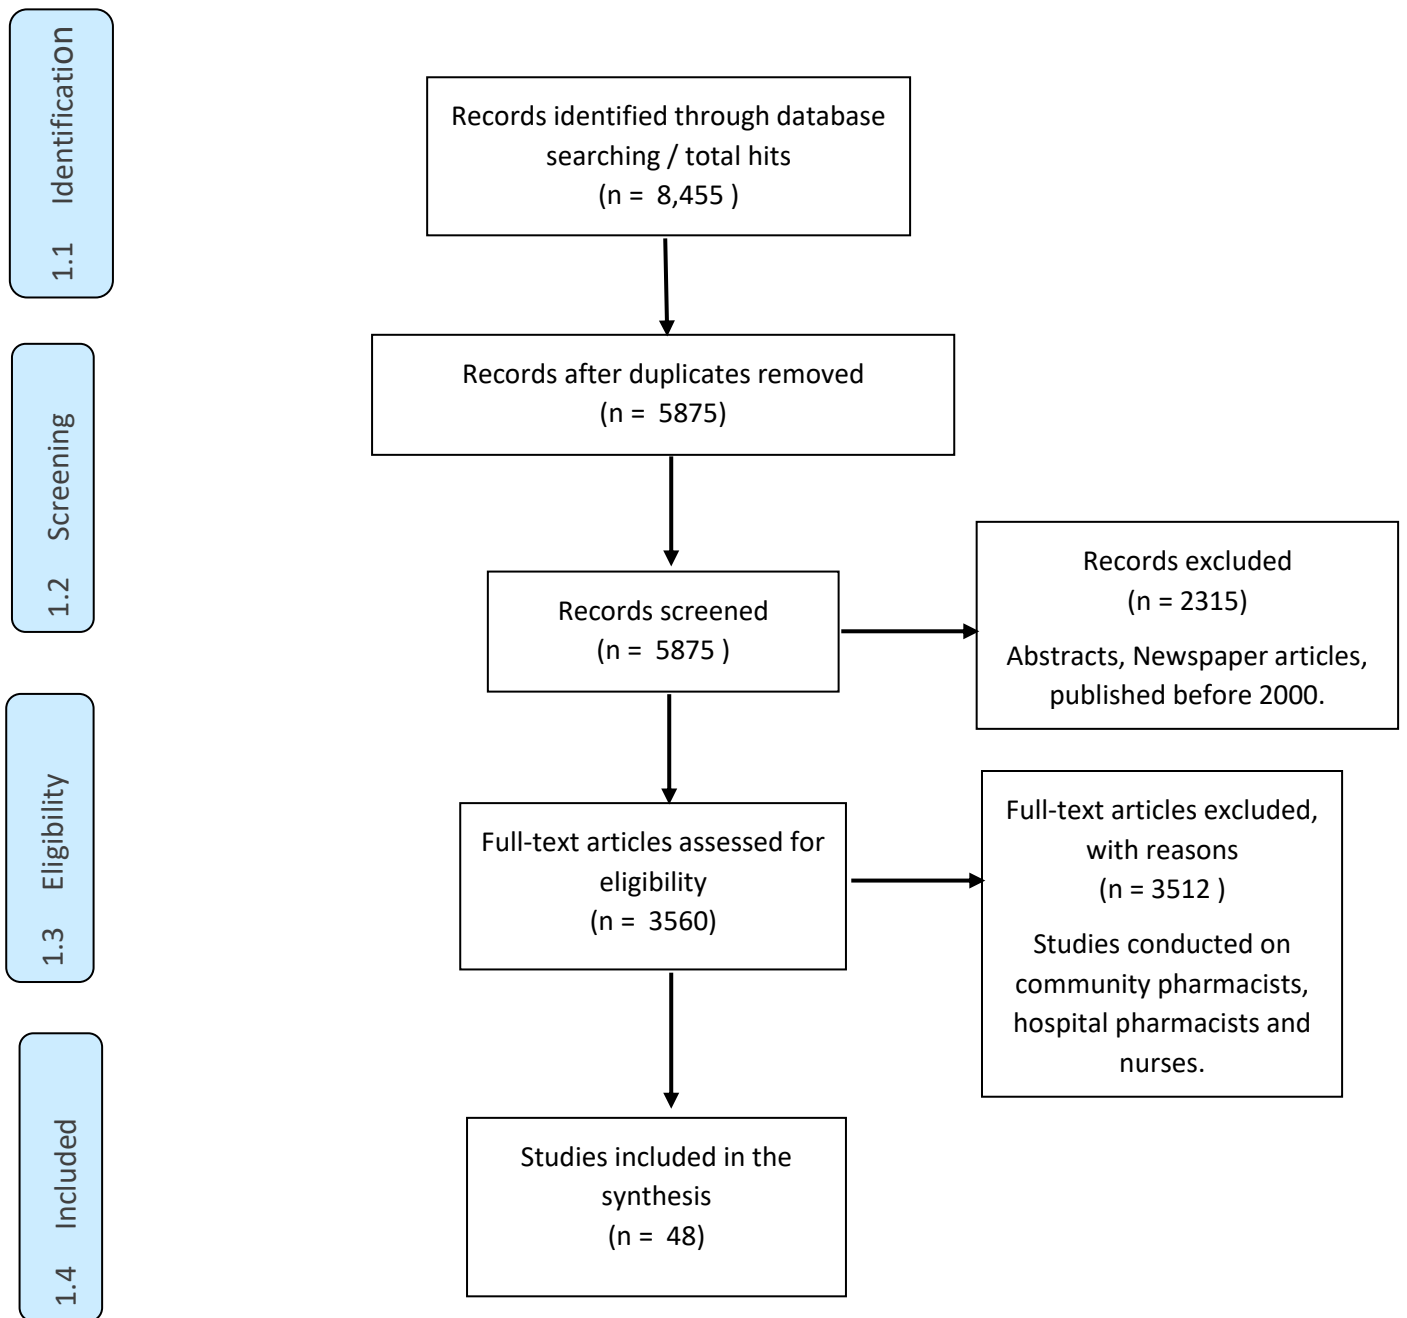 1.1 Identification
Records identified through database
searching / total hits
(n = 8,455 )
1.2 Screening
Records after duplicates removed
(n = 5875)
Records screened
(n = 5875 )
Records excluded
(n = 2315)
Abstracts, Newspaper articles,
published before 2000.
1.3 Eligibility
Full-text articles assessed for
eligibility
(n = 3560)
Full-text articles excluded,
with reasons
(n = 3512 )
Studies conducted on
community pharmacists,
hospital pharmacists and
nurses.
1.4 Included
Studies included in the
synthesis
(n = 48)